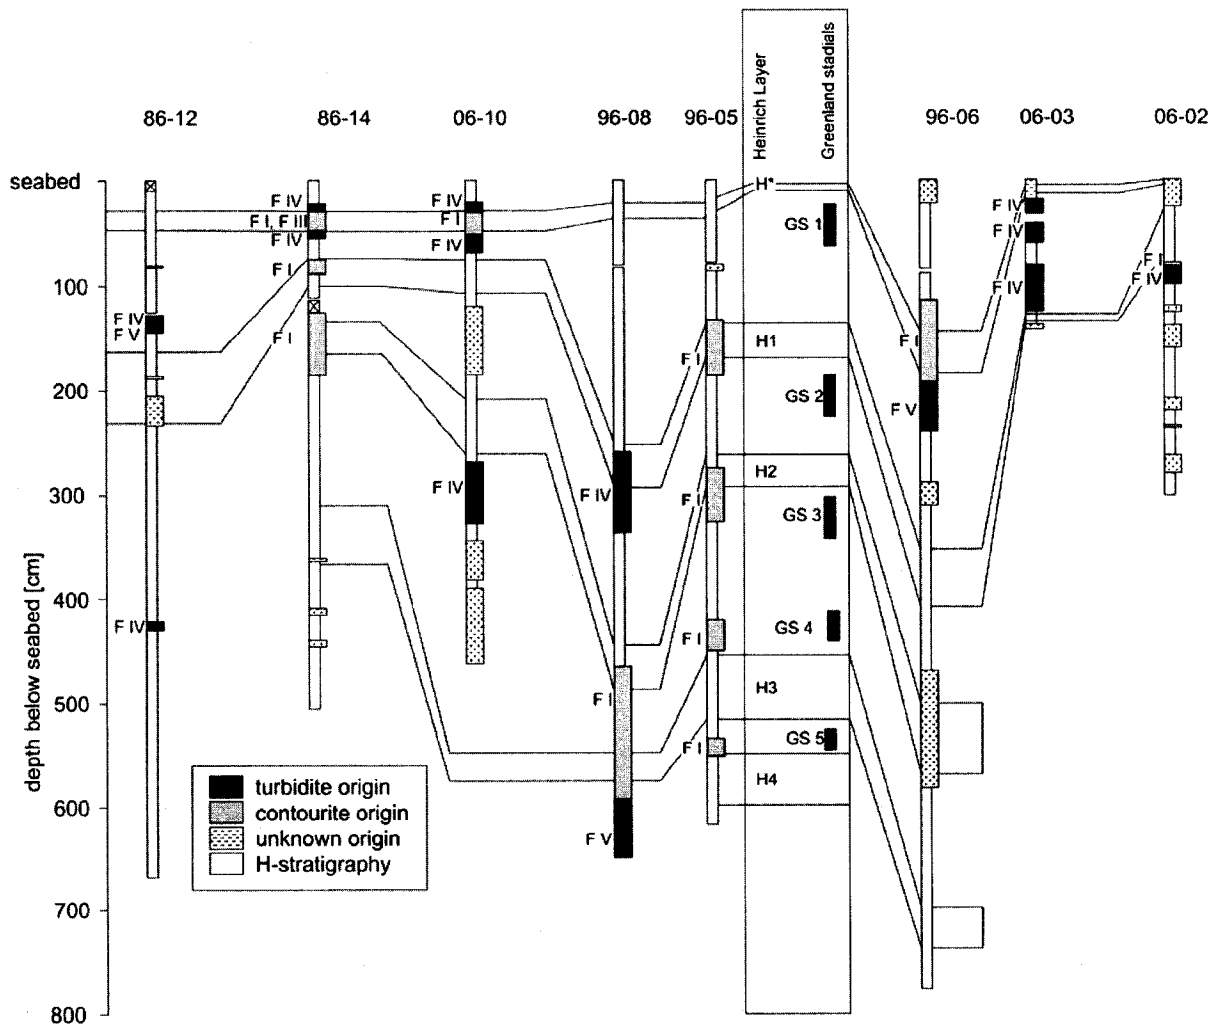 Heinrich Layer
Greenland stadials
86-12
86-14
06-10
96-08
96-05
96-06
06-03
06-02
seabed
H*
F IV
F IV
F IV
F I, F III
F I
GS 1
F IV
F IV
F IV
F I
F I
F IV
100
F IV
F IV
F V
F I
F I
H1
F I
200
GS 2
F V
H2
300
F IV
F IV
F I
GS 3
400
F IV
F I
GS 4
500
F I
H3
F I
GS 5
H4
600
F V
700
800
depth below seabed [cm]
turbidite origin
contourite origin
unknown origin
H-stratigraphy